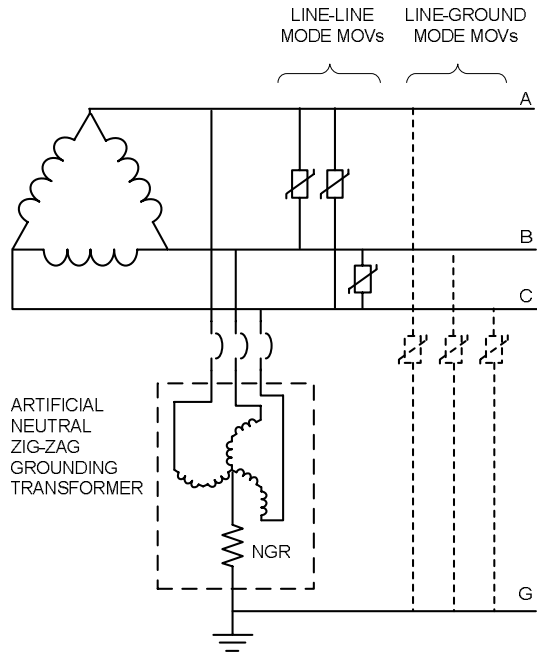 LINE-LINE
MODE MOVs
LINE-GROUND
MODE MOVs
A
B
C
ARTIFICIAL
NEUTRAL
ZIG-ZAG
GROUNDING
TRANSFORMER
NGR
G